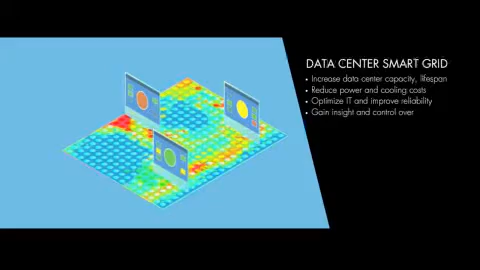 DATA CENTER SMART GRID
• Increase data center capacity, lifespan
• Reduce power and cooling costs
• Optimize IT and improve reliability
• Gain insight and control over